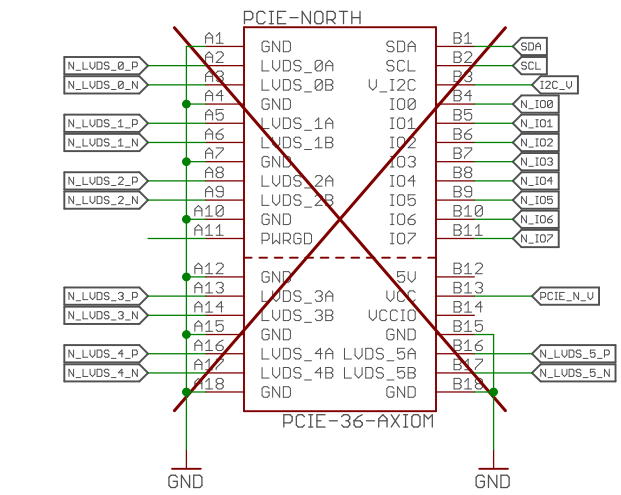 PCIE-NORTH
A1 GND SDA B1 SDA
N_LVDS_0_P A2 LVDS_0A SCL B2 SCL
N_LVDS_0_N A3 LVDS_0B V_I2C B3 I2C_V
A4 GND IO0 B4 N_IO0
N_LVDS_1_P A5 LVDS_1A IO1 B5 N_IO1
N_LVDS_1_N A6 LVDS_1B IO2 B6 N_IO2
A7 GND IO3 B7 N_IO3
N_LVDS_2_P A8 LVDS_2A IO4 B8 N_IO4
N_LVDS_2_N A9 LVDS_2B IO5 B9 N_IO5
A10 GND IO6 B10 N_IO6
A11 PWRGD IO7 B11 N_IO7
A12 GND 5V B12
N_LVDS_3_P A13 LVDS_3A VCC B13 PCIE_N_V
N_LVDS_3_N A14 LVDS_3B VCCIO B14
A15 GND GND B15
N_LVDS_4_P A16 LVDS_4A LVDS_5A B16 N_LVDS_5_P
N_LVDS_4_N A17 LVDS_4B LVDS_5B B17 N_LVDS_5_N
A18 GND GND B18
PCIE-36-AXIOM
GND GND